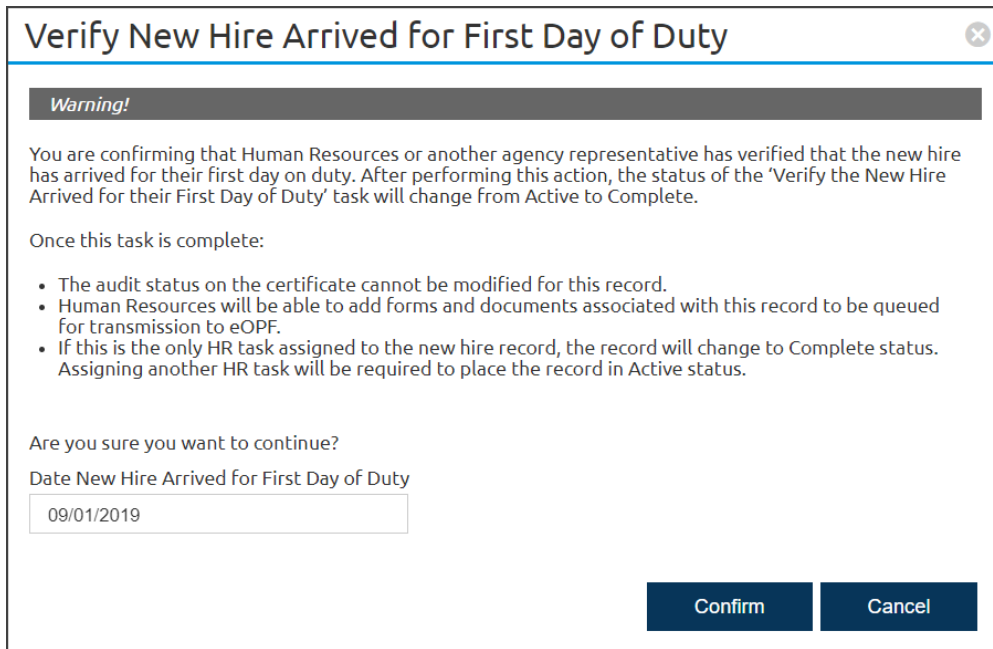 Verify New Hire Arrived for First Day of Duty
Warning!
You are confirming that Human Resources or another agency representative has verified that the new hire
has arrived for their first day on duty. After performing this action, the status of the ‘Verify the New Hire
Arrived for their First Day of Duty’ task will change from Active to Complete.
Once this task is complete:
• The audit status on the certificate cannot be modified for this record.
• Human Resources will be able to add forms and documents associated with this record to be queued
for transmission to eOPF.
• If this is the only HR task assigned to the new hire record, the record will change to Complete status.
Assigning another HR task will be required to place the record in Active status.
Are you sure you want to continue?
Date New Hire Arrived for First Day of Duty
09/01/2019
Confirm Cancel